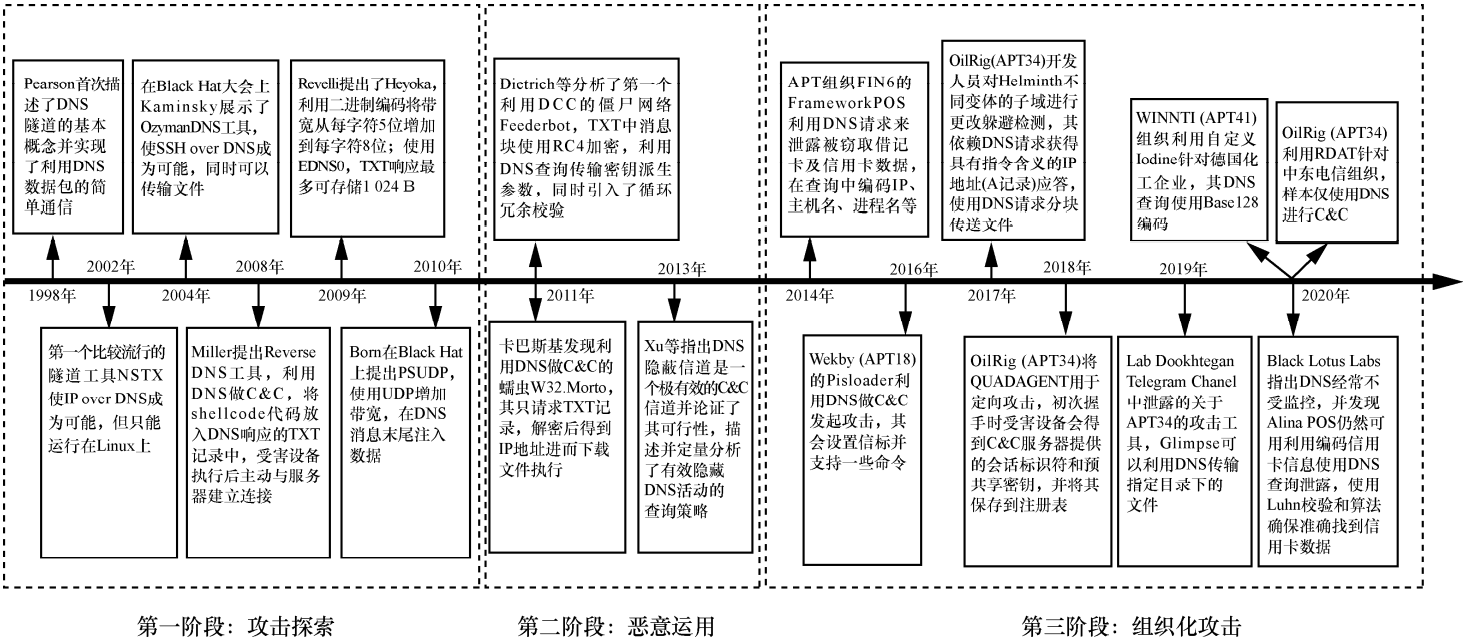 Pearson首次描
述了DNS
隧道的基本
概念并实现
了利用DNS
数据包的简
单通信
在Black Hat大会上
Kaminsky展示了
OzymanDNS工具，
使SSH over DNS成
为可能，同时可以
传输文件
Revelli提出了Heyoka,
利用二进制编码将带
宽从每字符5位增加
到每字符8位；使用
EDNS0，TXT响应最
多可存储1 024 B
Dietrich等分析了第一个
利用DCC的僵尸网络
Feederbot，TXT中消息
块使用RC4加密，利用
DNS查询传输密钥派生
参数，同时引入了循环
冗余校验
APT组织FIN6的
FrameworkPOS
利用DNS请求来
泄露被窃取借记
卡及信用卡数据，
在查询中编码IP、
主机名、进程名等
OilRig(APT34)开发
人员对Helminth不
同变体的子域进行
更改躲避检测，其
依赖DNS请求获得
具有指令含义的IP
地址(A记录)应答，
使用DNS请求分块
传送文件
WINNTI (APT41)
组织利用自定义
Iodine针对德国化
工企业，其DNS
查询使用Base128
编码
OilRig (APT34)
利用RDAT针对
中东电信组织，
样本仅使用DNS
进行C&C
1998年
2002年
2004年
2008年
2009年
2010年
2011年
2013年
2014年
2016年
2017年
2018年
2019年
2020年
第一个比较流行的
隧道工具NSTX
使IP over DNS成
为可能，但只能
运行在Linux上
Miller提出Reverse
DNS工具，利用
DNS做C&C，将
shellcode代码放
入DNS响应的TXT
记录中，受害设备
执行后主动与服务
器建立连接
Born在Black Hat
上提出PSUDP,
使用UDP增加
带宽，在DNS
消息末尾注入
数据
卡巴斯基发现利
用DNS做C&C的
蠕虫W32.Morto，
其只请求TXT记
录，解密后得到
IP地址进而下载
文件执行
Xu等指出DNS
隐蔽信道是一
个极有效的C&C
信道并论证了
其可行性，描
述并定量分析
了有效隐藏
DNS活动的
查询策略
Wekby (APT18)
的Pisloader利
用DNS做C&C
发起攻击，其
会设置信标并
支持一些命令
OilRig (APT34)将
QUADAGENT用于
定向攻击，初次握
手时受害设备会得
到C&C服务器提供
的会话标识符和预
共享密钥，并将其
保存到注册表
Lab Dookhtegan
Telegram Chanel
中泄露的关于
APT34的攻击工
具，Glimpse可
以利用DNS传输
指定目录下的
文件
Black Lotus Labs
指出DNS经常不
受监控，并发现
Alina POS仍然可
利用编码信用
卡信息使用DNS
查询泄露，使用
Luhn校验和算法
确保准确找到信
用卡数据
第一阶段：攻击探索
第二阶段：恶意运用
第三阶段：组织化攻击